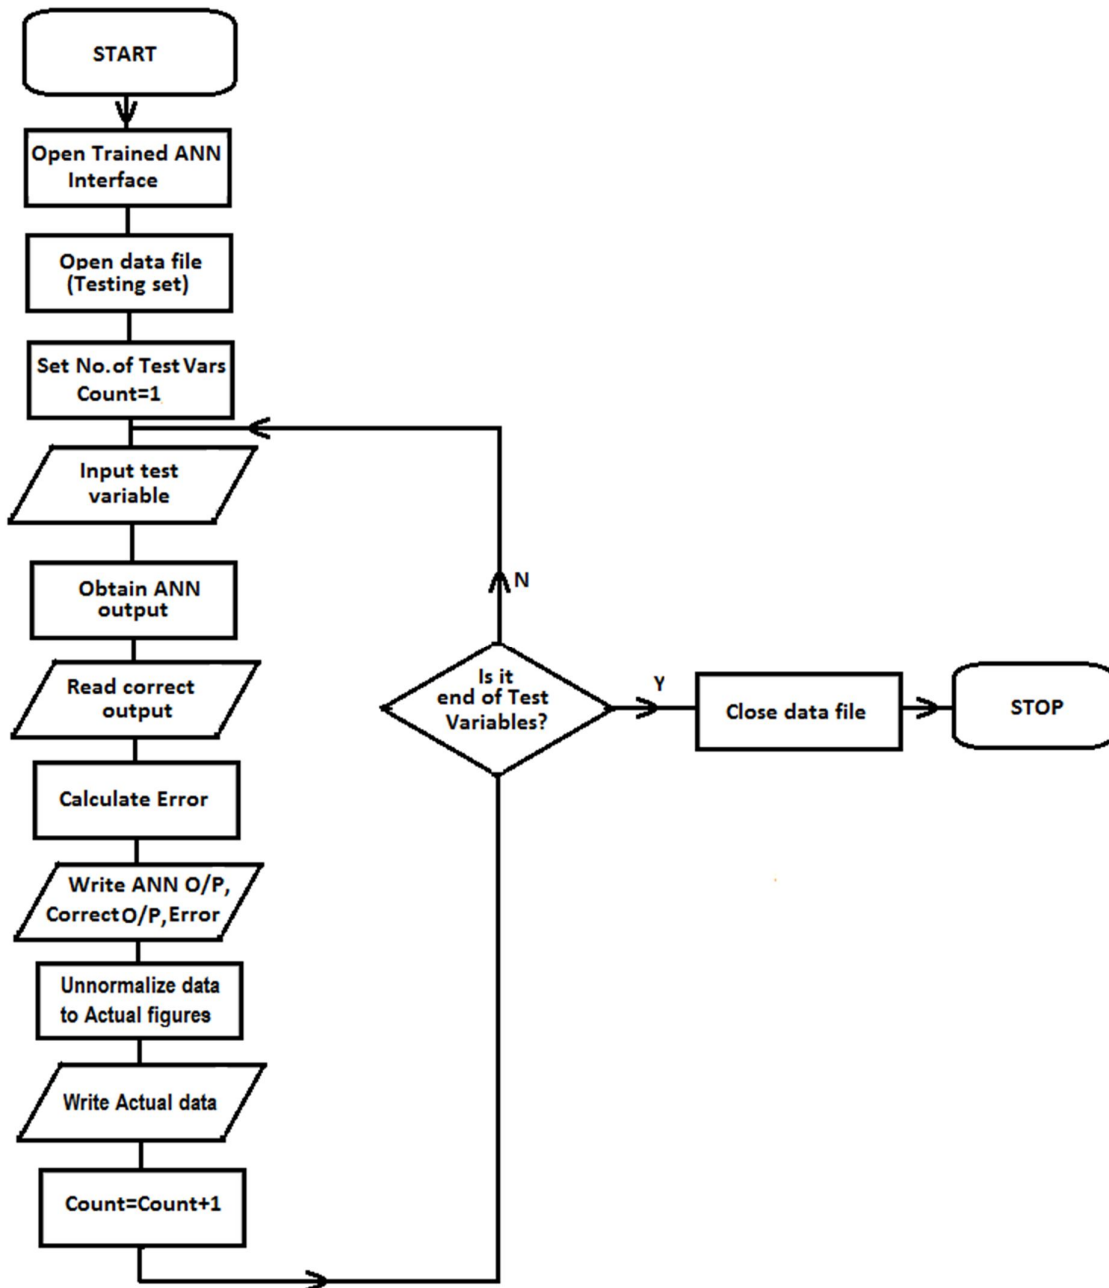 START
Open Trained ANN
Interface
Open data file
(Testing set)
Set No.of Test Vars
Count=1
Input test
variable
Obtain ANN
output
Read correct
output
Calculate Error
Write ANN O/P,
Correct O/P, Error
Unnormalize data
to Actual figures
Write Actual data
Count=Count+1
N
Is it
end of Test
Variables?
Y
Close data file
STOP